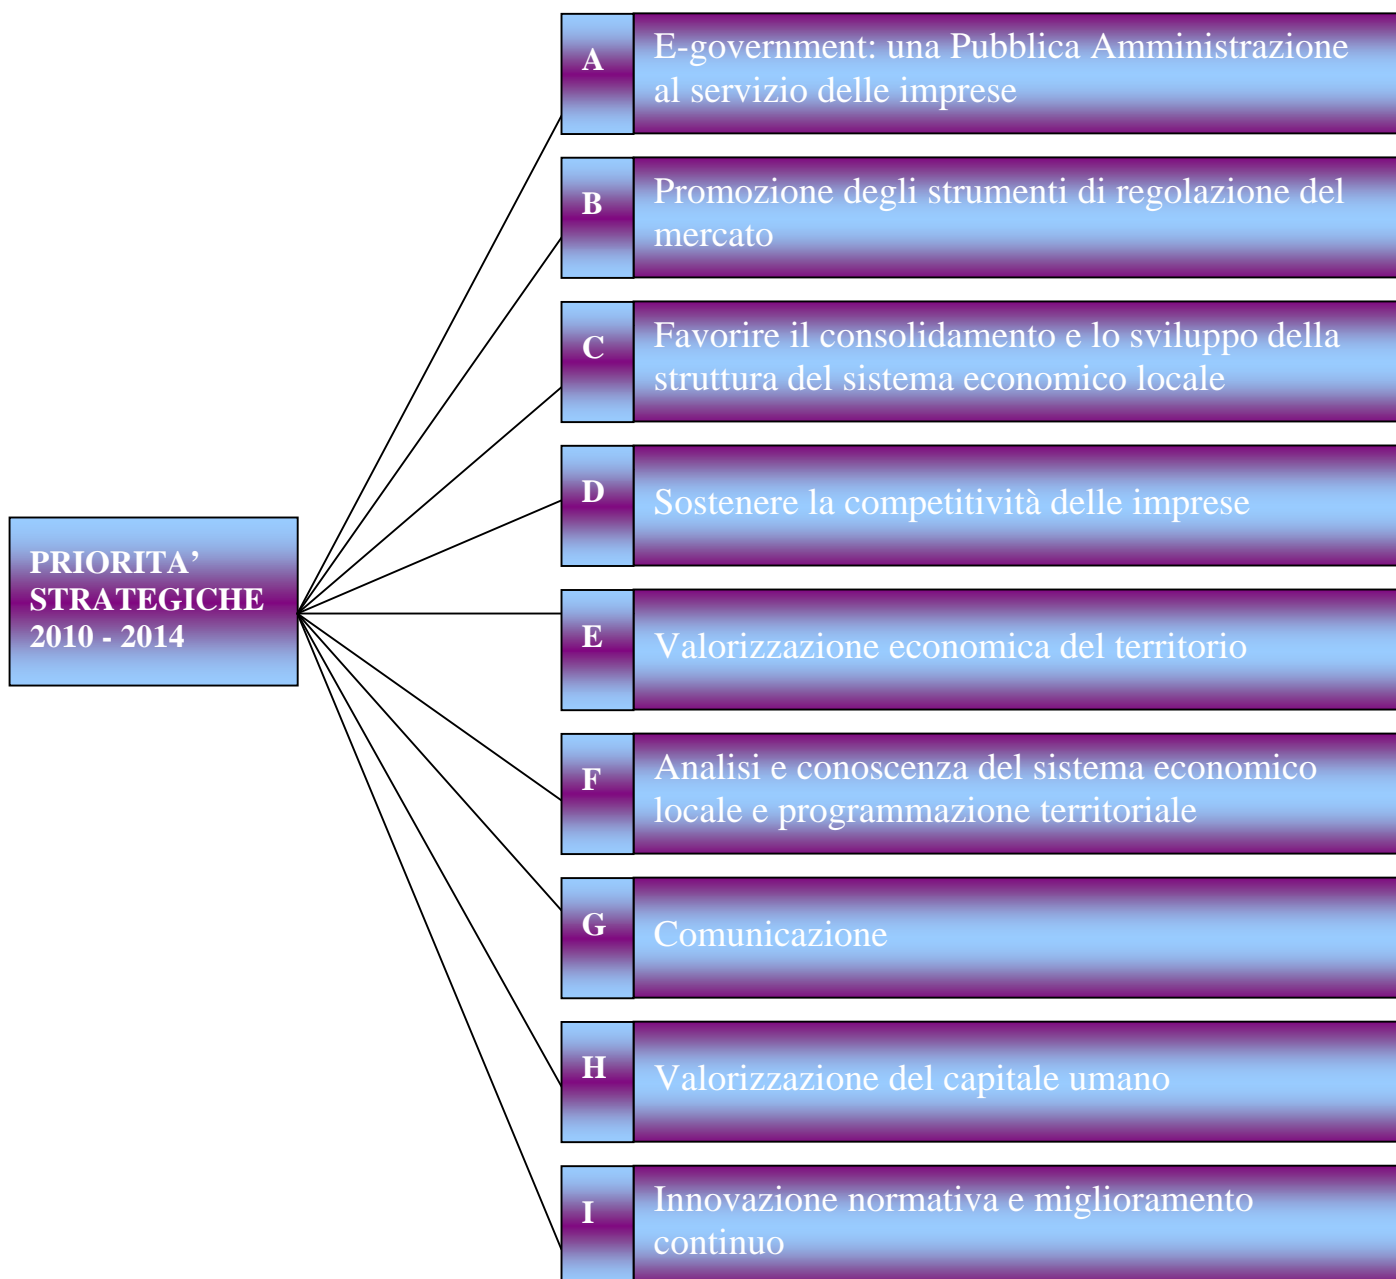 PRIORITA’
STRATEGICHE
2010 - 2014
A
E-government: una Pubblica Amministrazione
al servizio delle imprese
B
Promozione degli strumenti di regolazione del
mercato
C
Favorire il consolidamento e lo sviluppo della
struttura del sistema economico locale
D
Sostenere la competitività delle imprese
E
Valorizzazione economica del territorio
F
Analisi e conoscenza del sistema economico
locale e programmazione territoriale
G
Comunicazione
H
Valorizzazione del capitale umano
I
Innovazione normativa e miglioramento
continuo